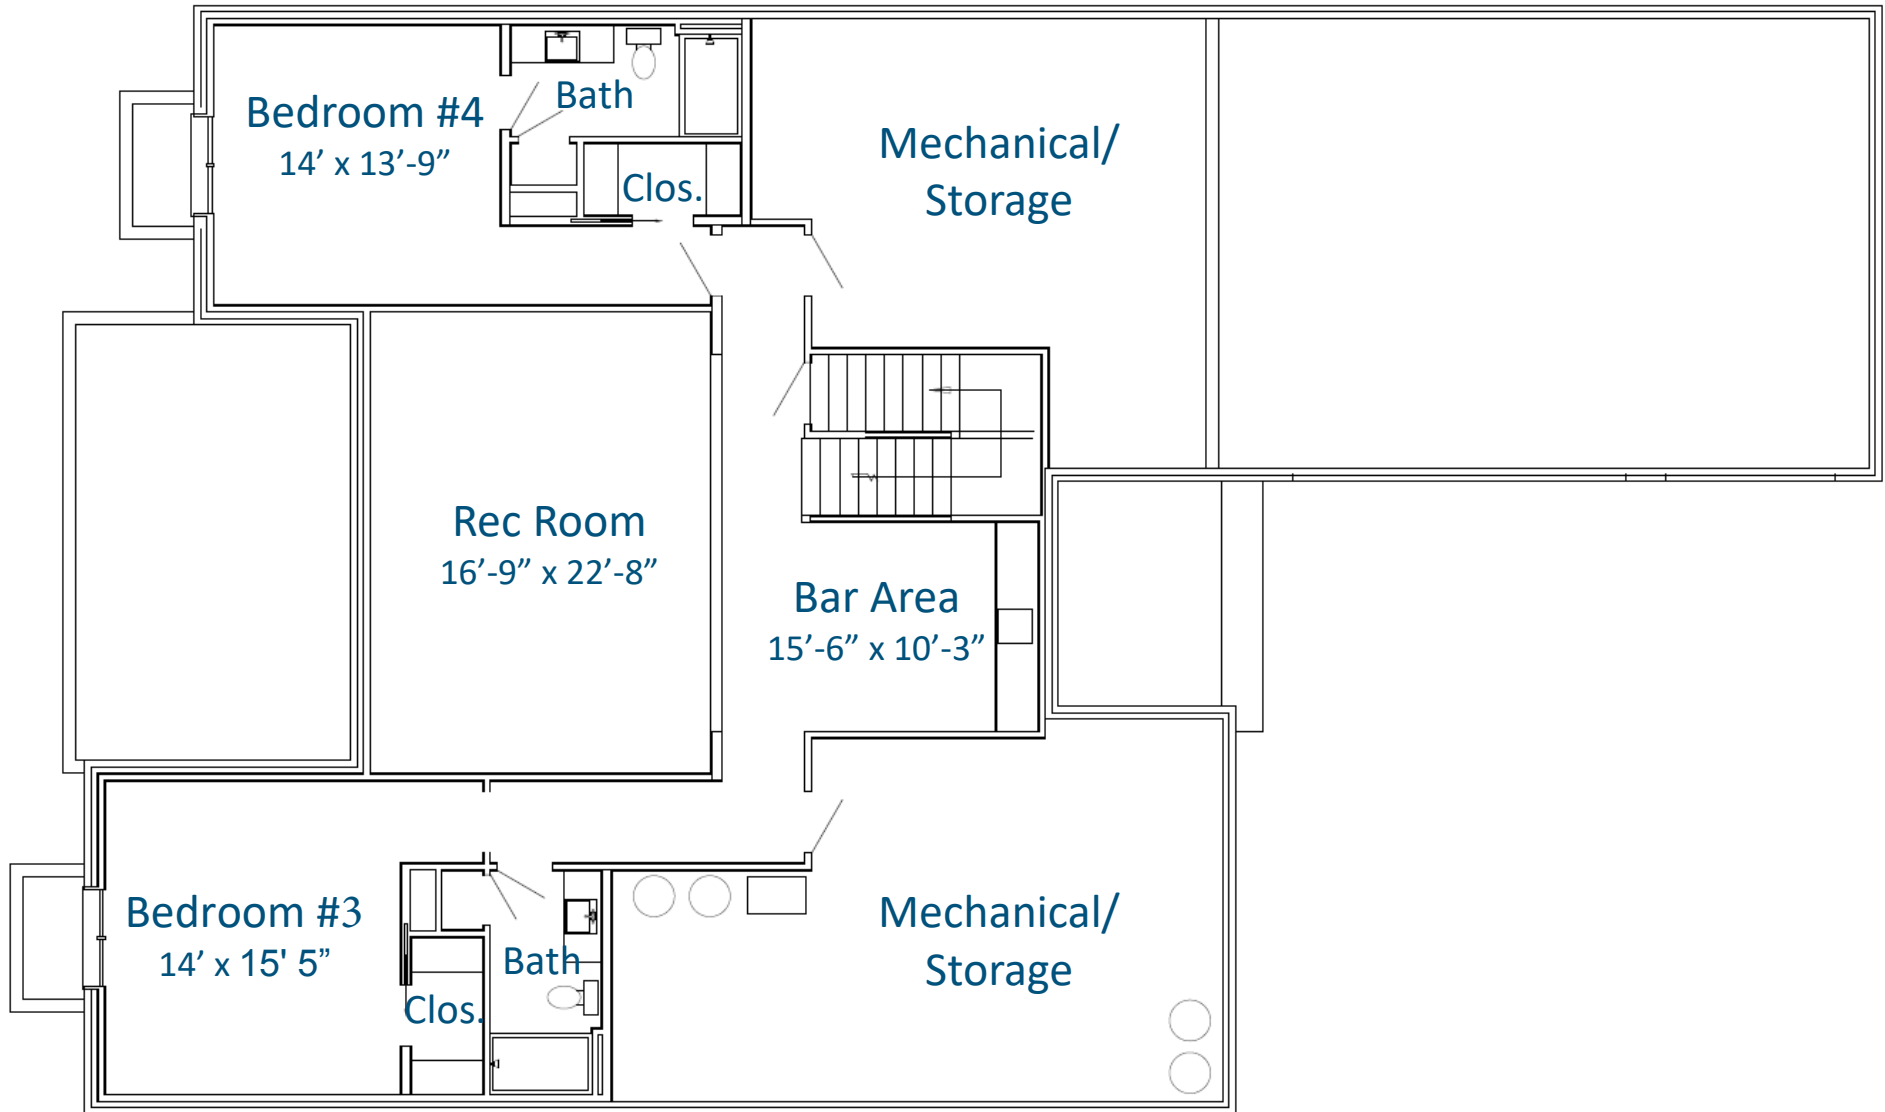 Bedroom #4
14’ x 13’-9”
Bath
Clos.
Mechanical/
Storage
Rec Room
16’-9” x 22’-8”
Bar Area
15’-6” x 10’-3”
Bedroom #3
14’ x 15' 5”
Bath
Clos.
Mechanical/
Storage